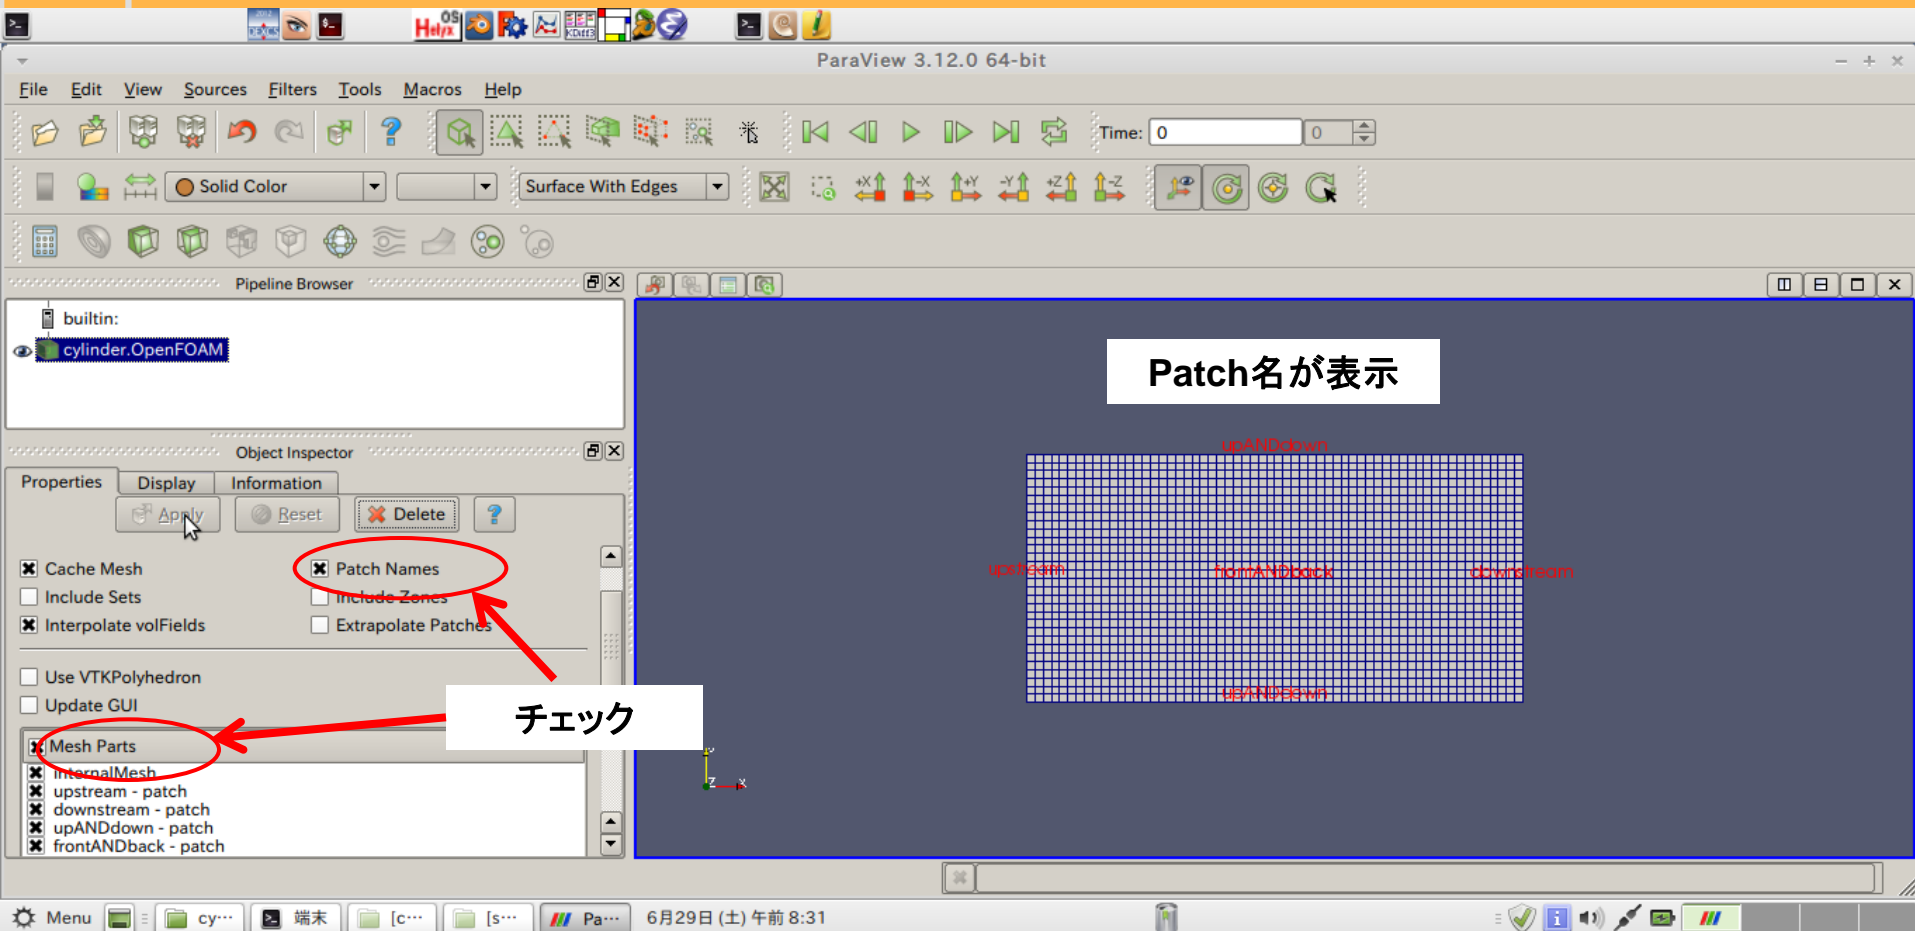 2012
DEXCS
HelyxOS
KDiff3
ParaView 3.12.0 64-bit
File Edit View Sources Filters Tools Macros Help
Time: 0 0
Solid Color
Surface With Edges
+X -X +Y -Y +Z -Z
Pipeline Browser
builtin:
cylinder.OpenFOAM
Object Inspector
Properties Display Information
Apply Reset Delete ?
Cache Mesh Patch Names
Include Sets Include Zones
Interpolate volFields Extrapolate Patches
Use VTKPolyhedron
Update GUI
Mesh Parts
internalMesh
upstream - patch
downstream - patch
upANDdown - patch
frontANDback - patch
チェック
Patch名が表示
upANDdown
upstream frontANDback downstream
upANDdown
Y
Z X
Menu cy… 端末 [c… [s… Pa… 6月29日 (土) 午前 8:31